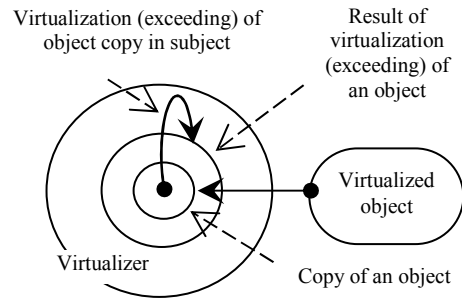 Virtualization (exceeding) of
object copy in subject
Result of
virtualization
(exceeding) of
an object
Virtualized
object
Virtualizer
Copy of an object